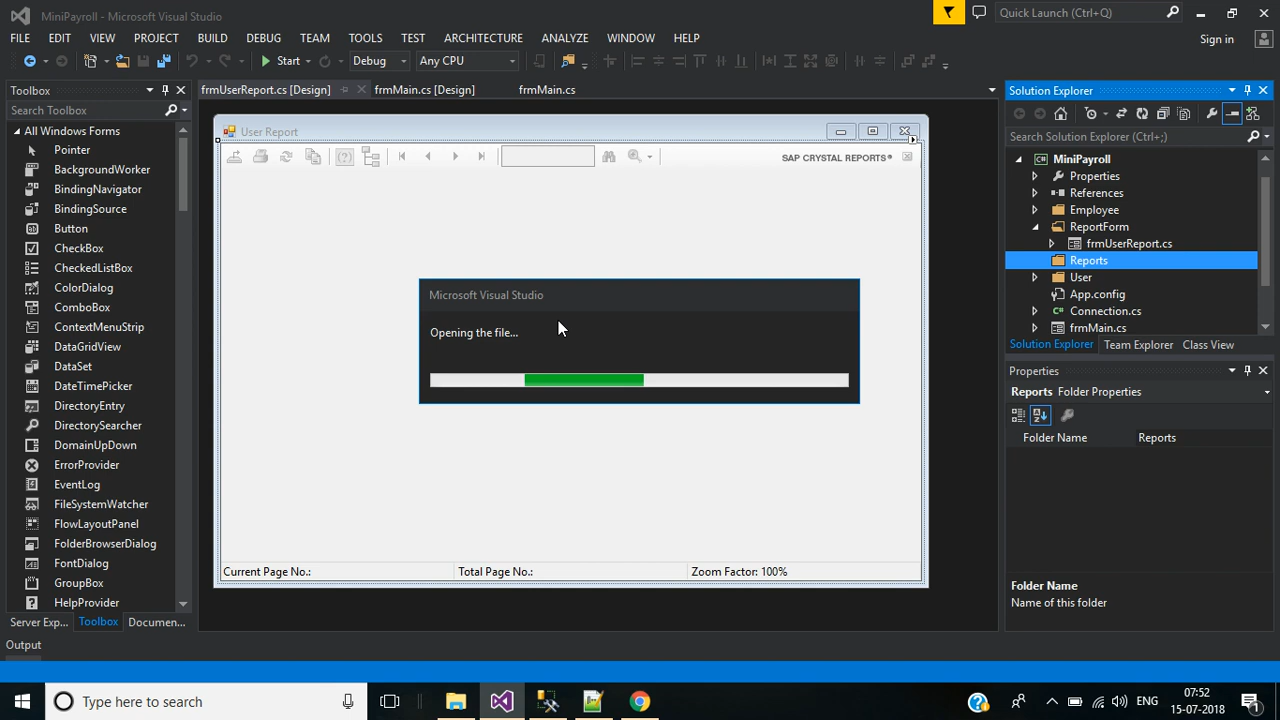 MiniPayroll - Microsoft Visual Studio
Quick Launch (Ctrl+Q)
FILE EDIT VIEW PROJECT BUILD DEBUG TEAM TOOLS TEST ARCHITECTURE ANALYZE WINDOW HELP
Sign in
Start Debug Any CPU
Toolbox
Search Toolbox
All Windows Forms
Pointer
BackgroundWorker
BindingNavigator
BindingSource
Button
CheckBox
CheckedListBox
ColorDialog
ComboBox
ContextMenuStrip
DataGridView
DataSet
DateTimePicker
DirectoryEntry
DirectorySearcher
DomainUpDown
ErrorProvider
EventLog
FileSystemWatcher
FlowLayoutPanel
FolderBrowserDialog
FontDialog
GroupBox
HelpProvider
Server Exp... Toolbox Documen...
Output
frmUserReport.cs [Design] frmMain.cs [Design] frmMain.cs
User Report
SAP CRYSTAL REPORTS®
Microsoft Visual Studio
Opening the file...
Current Page No.: Total Page No.: Zoom Factor: 100%
Solution Explorer
Search Solution Explorer (Ctrl+;)
MiniPayroll
Properties
References
Employee
ReportForm
frmUserReport.cs
Reports
User
App.config
Connection.cs
frmMain.cs
Solution Explorer Team Explorer Class View
Properties
Reports Folder Properties
Folder Name Reports
Folder Name
Name of this folder
Type here to search
ENG
07:52
15-07-2018
1